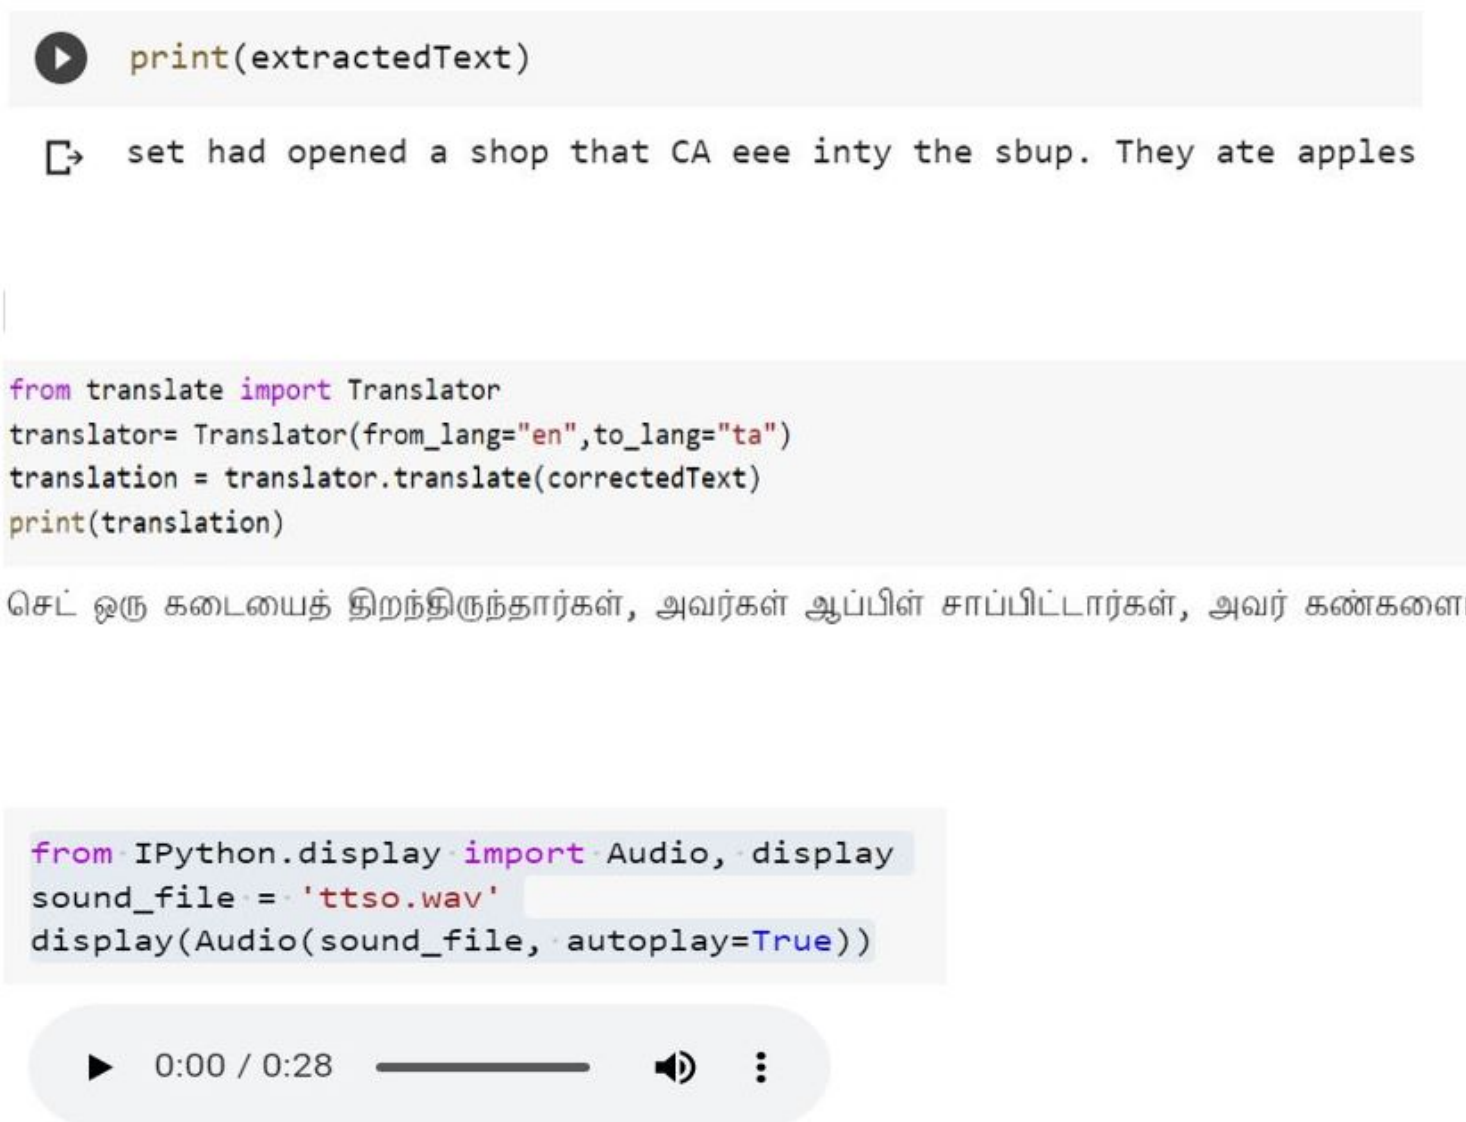 print(extractedText)
set had opened a shop that CA eee inty the sbup. They ate apples
from translate import Translator
translator= Translator(from_lang="en",to_lang="ta")
translation = translator.translate(correctedText)
print(translation)
செட் ஒரு கடையைத் திறந்திருந்தார்கள், அவர்கள் ஆப்பிள் சாப்பிட்டார்கள், அவர் கண்களை
from IPython.display import Audio, display
sound_file = 'ttso.wav'
display(Audio(sound_file, autoplay=True))
0:00 / 0:28